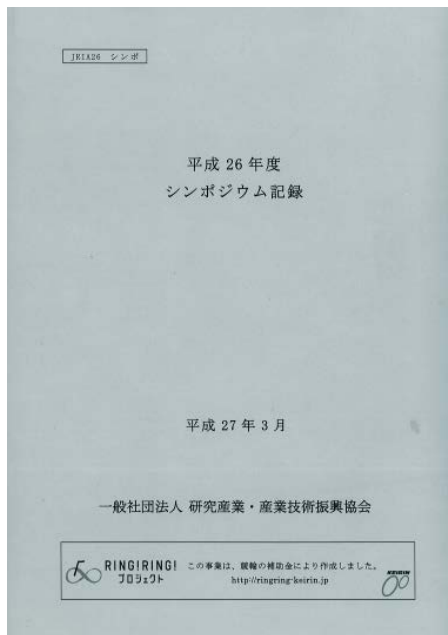 JRIA26 シンポ
平成 26 年度
シンポジウム記録
平成 27 年 3 月
一般社団法人 研究産業・産業技術振興協会
RING!RING!
プロジェクト
この事業は、競輪の補助金により作成しました。
http://ringring-keirin.jp
KEIRIN